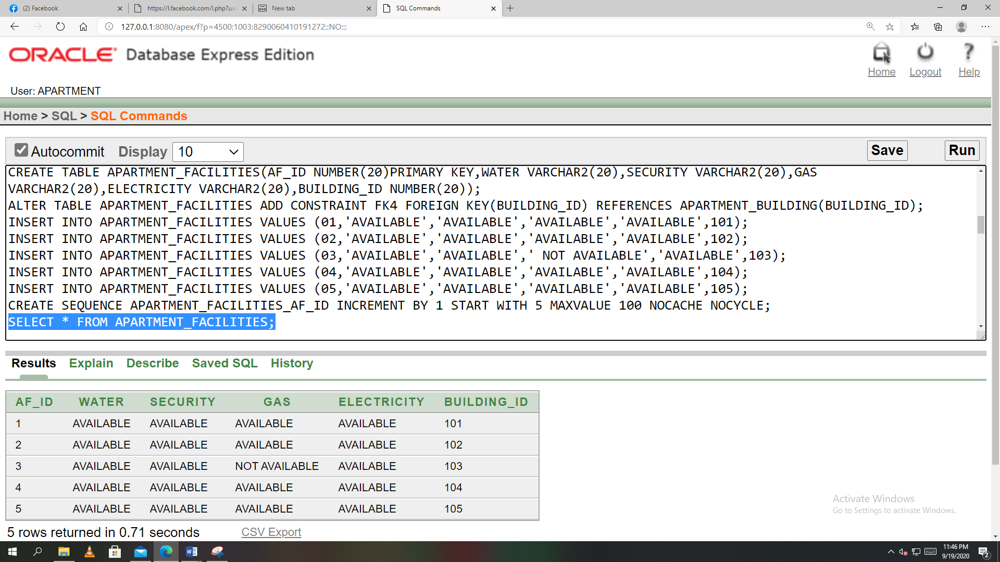 (2) Facebook
https://l.facebook.com/l.php?u=
New tab
SQL Commands
127.0.0.1:8080/apex/f?p=4500:1003:8290060410191272::NO:::
ORACLE Database Express Edition
Home Logout Help
User: APARTMENT
Home > SQL > SQL Commands
Autocommit Display 10 Save Run
CREATE TABLE APARTMENT_FACILITIES(AF_ID NUMBER(20)PRIMARY KEY,WATER VARCHAR2(20),SECURITY VARCHAR2(20),GAS
VARCHAR2(20),ELECTRICITY VARCHAR2(20),BUILDING_ID NUMBER(20));
ALTER TABLE APARTMENT_FACILITIES ADD CONSTRAINT FK4 FOREIGN KEY(BUILDING_ID) REFERENCES APARTMENT_BUILDING(BUILDING_ID);
INSERT INTO APARTMENT_FACILITIES VALUES (01,'AVAILABLE','AVAILABLE','AVAILABLE','AVAILABLE',101);
INSERT INTO APARTMENT_FACILITIES VALUES (02,'AVAILABLE','AVAILABLE','AVAILABLE','AVAILABLE',102);
INSERT INTO APARTMENT_FACILITIES VALUES (03,'AVAILABLE','AVAILABLE',' NOT AVAILABLE','AVAILABLE',103);
INSERT INTO APARTMENT_FACILITIES VALUES (04,'AVAILABLE','AVAILABLE','AVAILABLE','AVAILABLE',104);
INSERT INTO APARTMENT_FACILITIES VALUES (05,'AVAILABLE','AVAILABLE','AVAILABLE','AVAILABLE',105);
CREATE SEQUENCE APARTMENT_FACILITIES_AF_ID INCREMENT BY 1 START WITH 5 MAXVALUE 100 NOCACHE NOCYCLE;
SELECT * FROM APARTMENT_FACILITIES;
Results Explain Describe Saved SQL History
AF_ID WATER SECURITY GAS ELECTRICITY BUILDING_ID
1 AVAILABLE AVAILABLE AVAILABLE AVAILABLE 101
2 AVAILABLE AVAILABLE AVAILABLE AVAILABLE 102
3 AVAILABLE AVAILABLE NOT AVAILABLE AVAILABLE 103
4 AVAILABLE AVAILABLE AVAILABLE AVAILABLE 104
5 AVAILABLE AVAILABLE AVAILABLE AVAILABLE 105
5 rows returned in 0.71 seconds CSV Export
Activate Windows
Go to Settings to activate Windows.
11:46 PM
9/19/2020
2